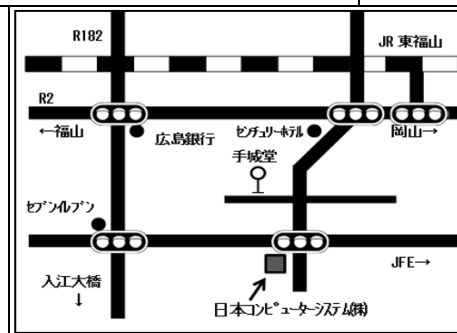 R182
JR 東福山
R2
←福山
広島銀行
センチュリーホテル
岡山→
手城堂
セブンイレブン
入江大橋
↓
JFE→
日本コンピューターシステム(株)